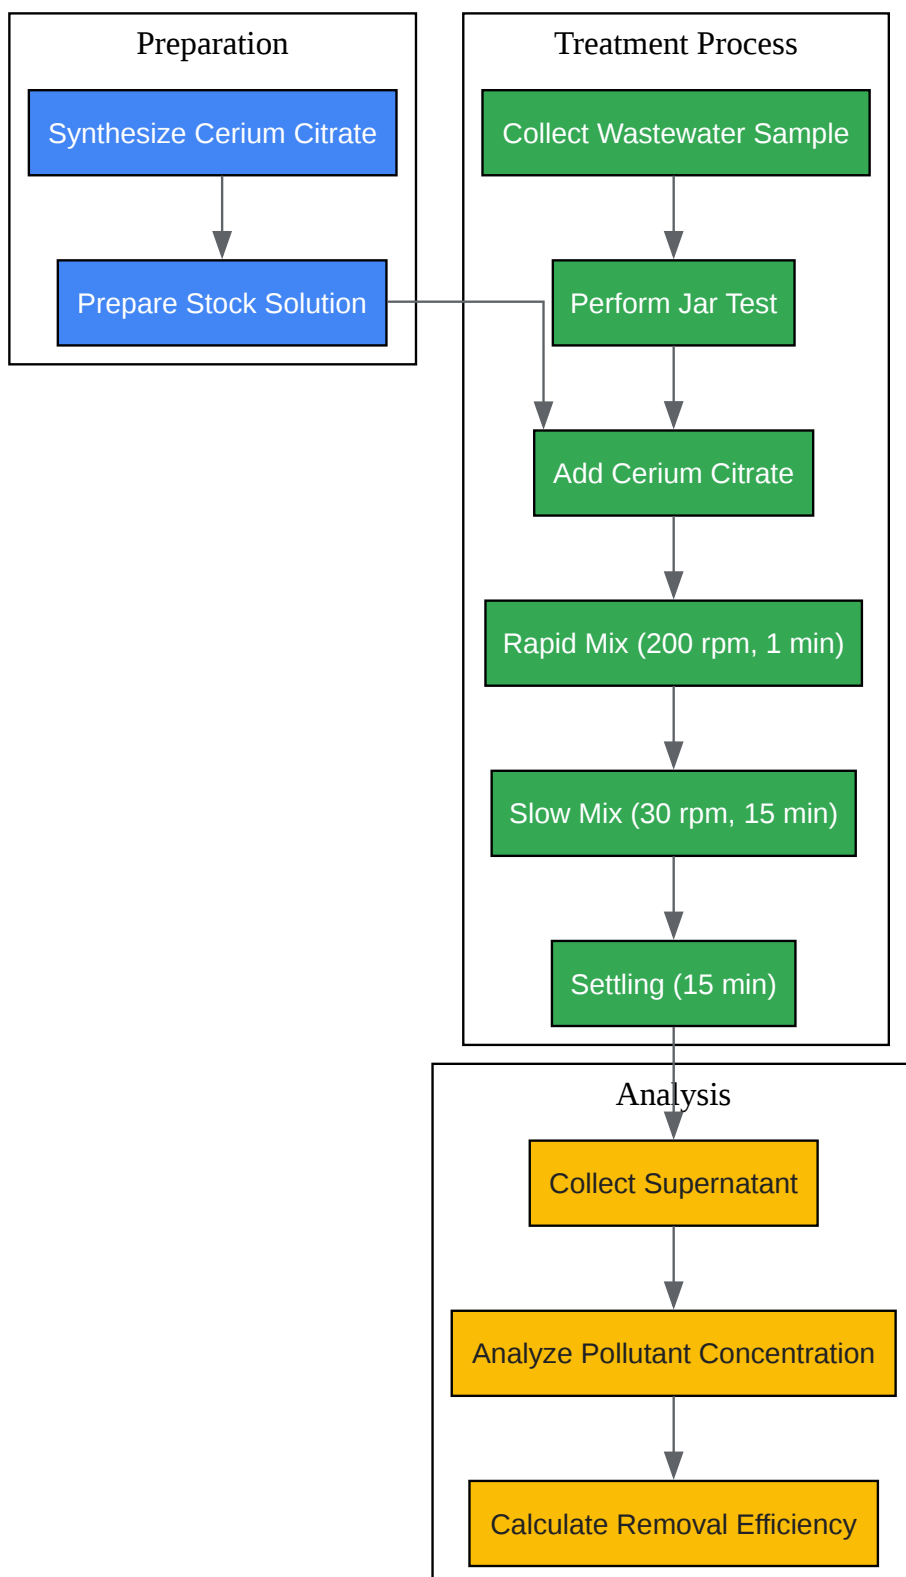 Preparation
Synthesize Cerium Citrate
Prepare Stock Solution
Treatment Process
Collect Wastewater Sample
Perform Jar Test
Add Cerium Citrate
Rapid Mix (200 rpm, 1 min)
Slow Mix (30 rpm, 15 min)
Settling (15 min)
Analysis
Collect Supernatant
Analyze Pollutant Concentration
Calculate Removal Efficiency